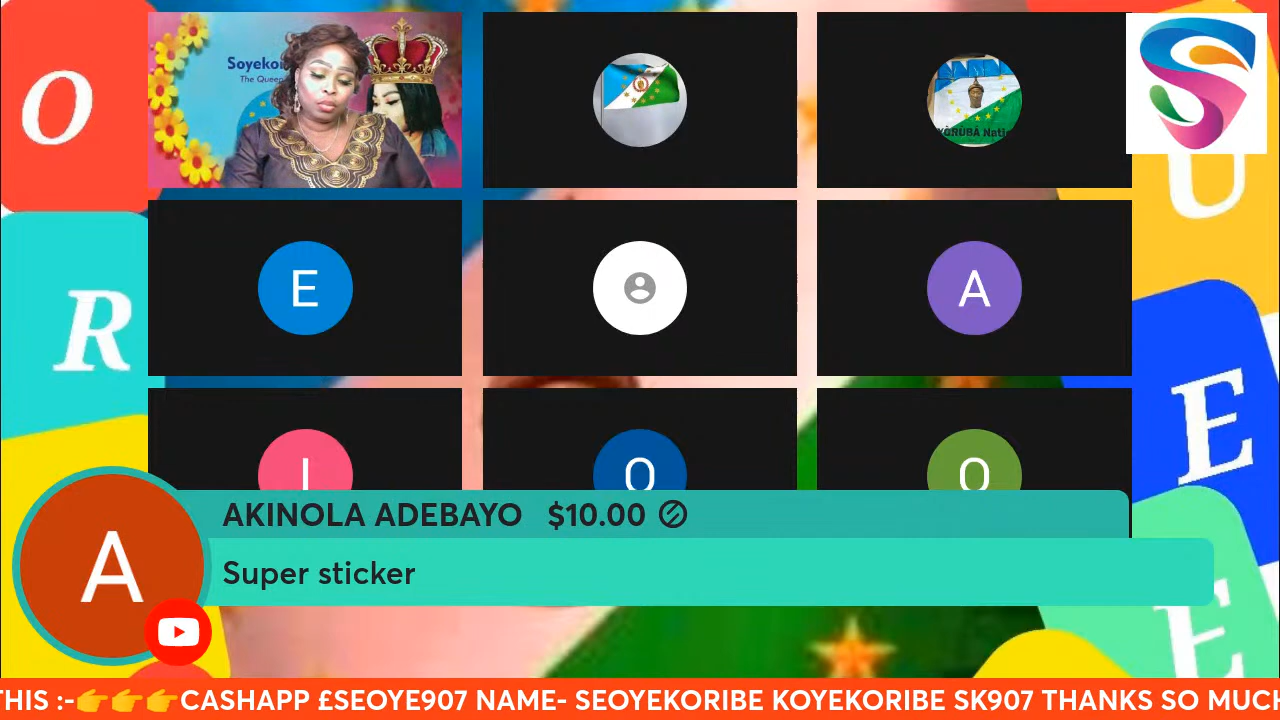 O
R
U
E
E
The Queen
YORUBA Nati
E
A
I
O
O
S
A
AKINOLA ADEBAYO $10.00
Super sticker
THIS :-👉👉👉CASHAPP £SEOYE907 NAME- SEOYEKORIBE KOYEKORIBE SK907 THANKS SO MUCH